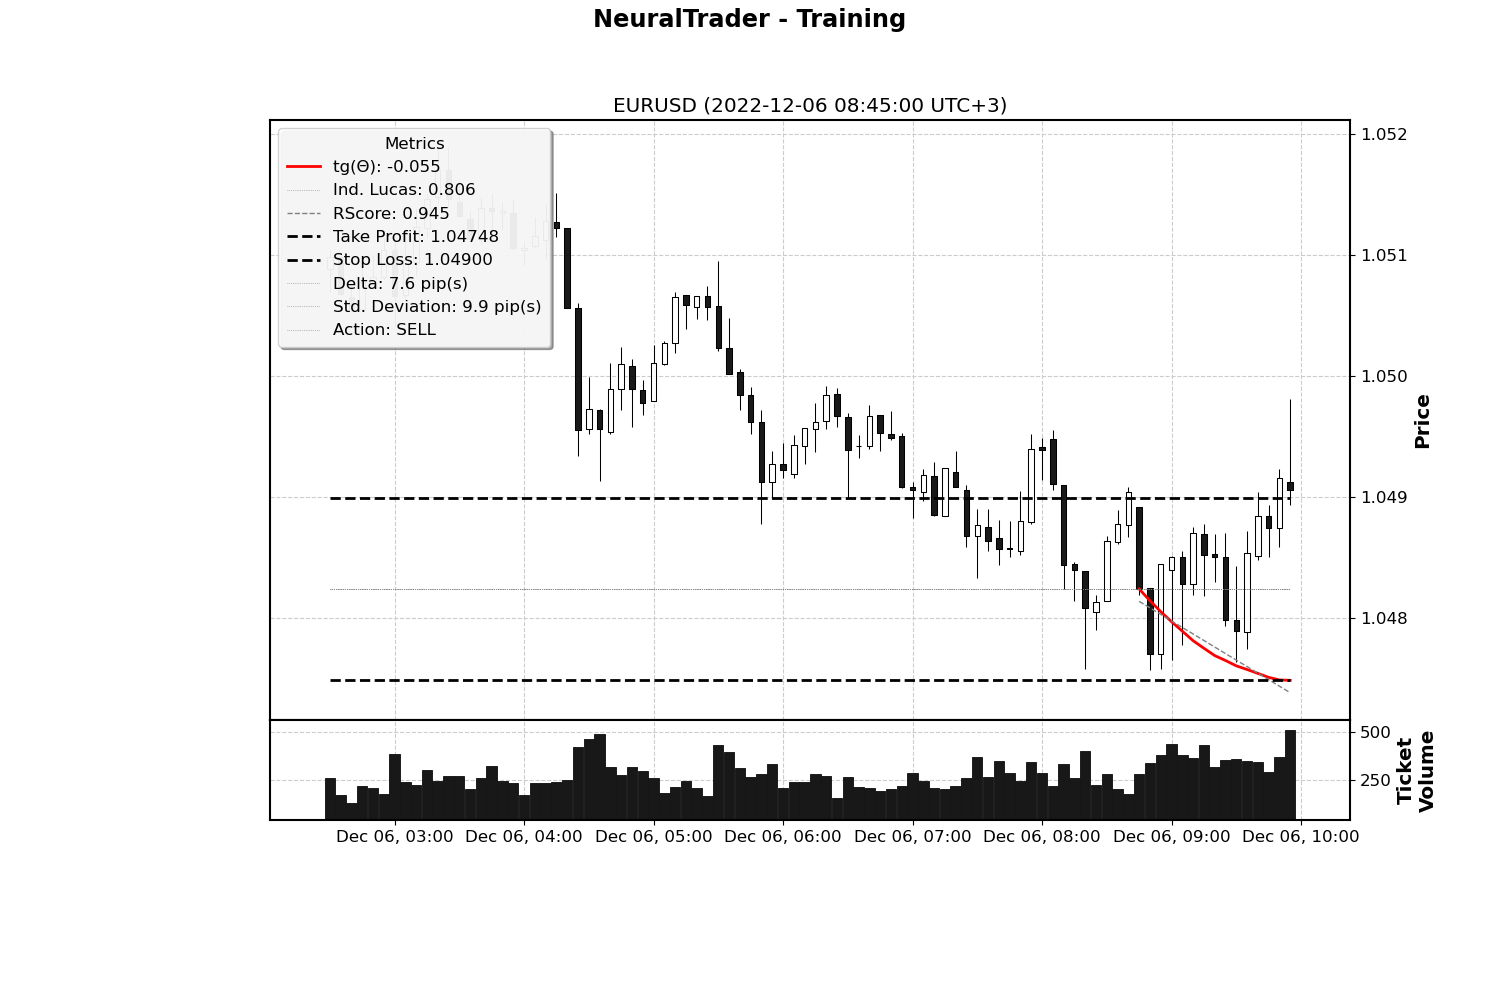 NeuralTrader - Training
EURUSD (2022-12-06 08:45:00 UTC+3)
Metrics
tg(Θ): -0.055
Ind. Lucas: 0.806
RScore: 0.945
Take Profit: 1.04748
Stop Loss: 1.04900
Delta: 7.6 pip(s)
Std. Deviation: 9.9 pip(s)
Action: SELL
1.052
1.051
1.050
1.049
1.048
Price
500
250
Ticket
Volume
Dec 06, 03:00
Dec 06, 04:00
Dec 06, 05:00
Dec 06, 06:00
Dec 06, 07:00
Dec 06, 08:00
Dec 06, 09:00
Dec 06, 10:00